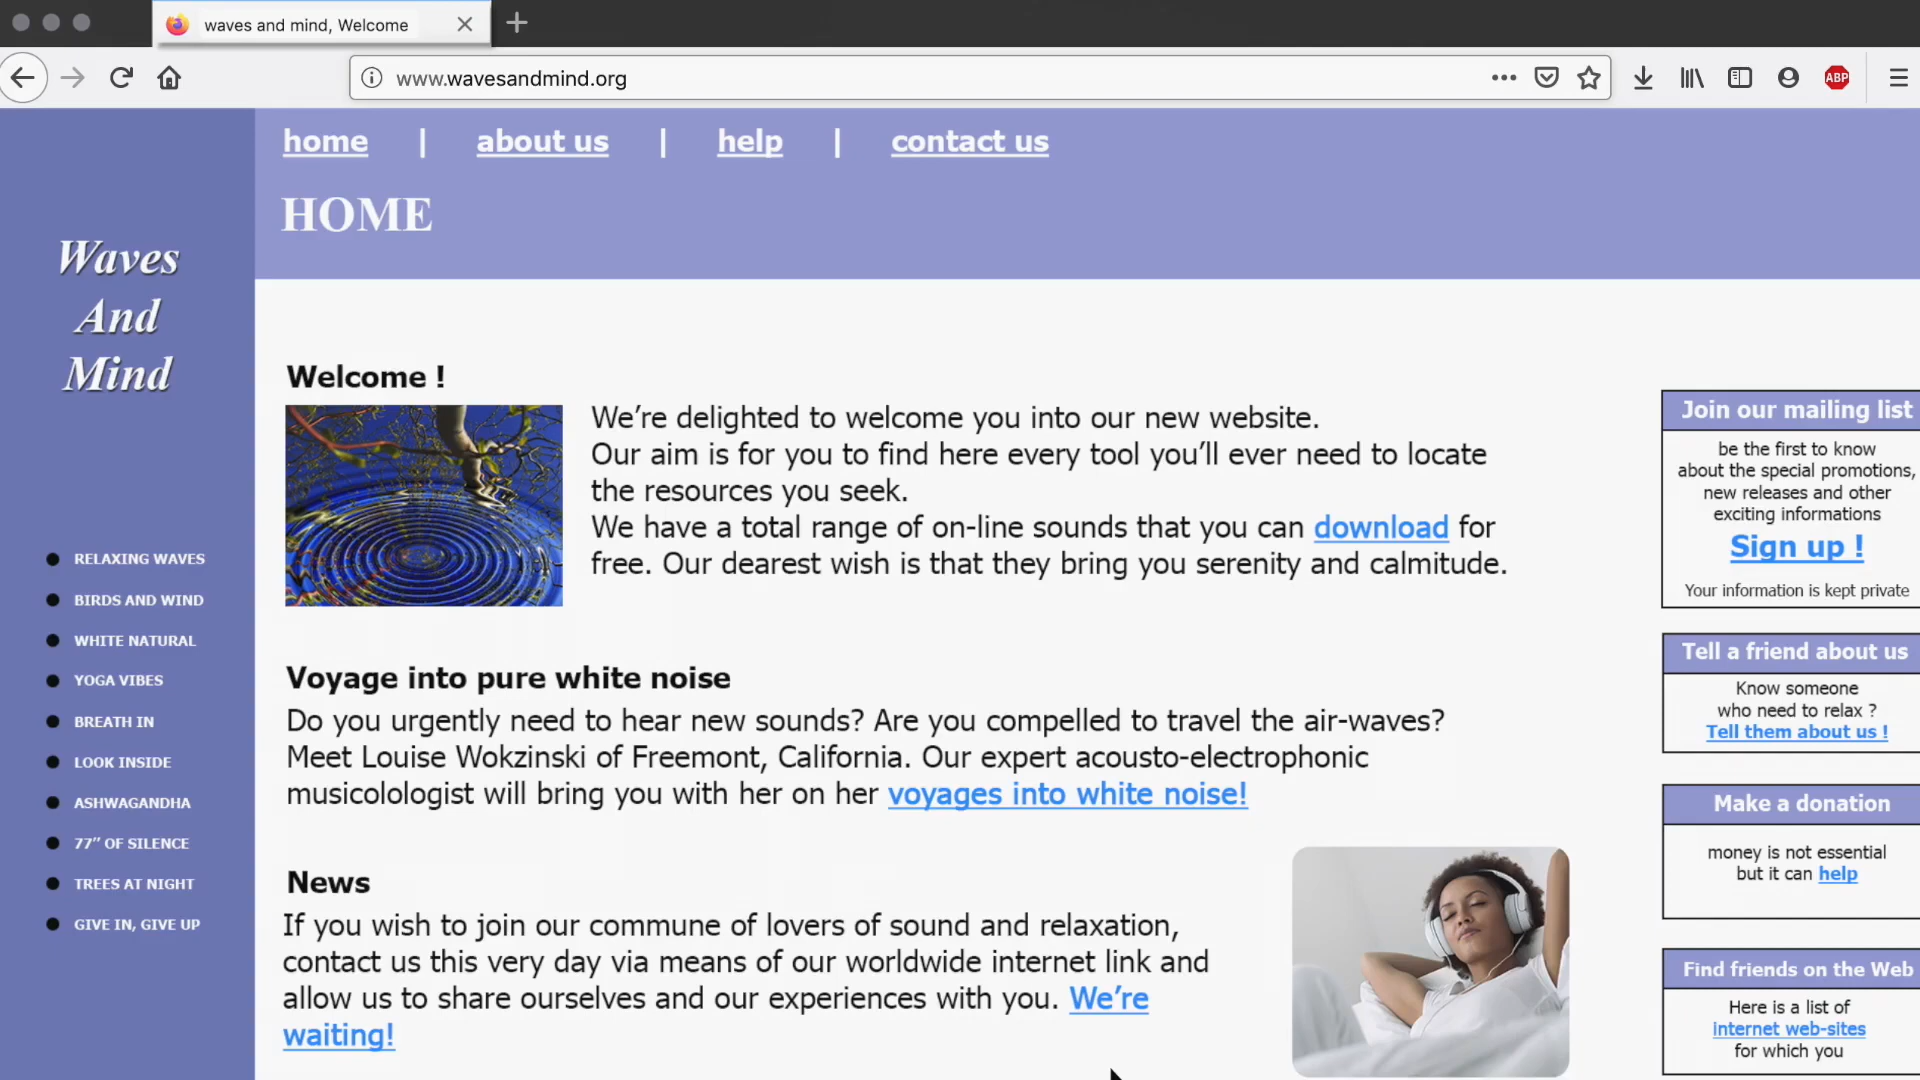 waves and mind, Welcome
www.wavesandmind.org
ABP
home | about us | help | contact us
HOME
Waves
And
Mind
RELAXING WAVES
BIRDS AND WIND
WHITE NATURAL
YOGA VIBES
BREATH IN
LOOK INSIDE
ASHWAGANDHA
77’’ OF SILENCE
TREES AT NIGHT
GIVE IN, GIVE UP
Welcome !
We’re delighted to welcome you into our new website.
Our aim is for you to find here every tool you’ll ever need to locate
the resources you seek.
We have a total range of on-line sounds that you can download for
free. Our dearest wish is that they bring you serenity and calmitude.
Voyage into pure white noise
Do you urgently need to hear new sounds? Are you compelled to travel the air-waves?
Meet Louise Wokzinski of Freemont, California. Our expert acousto-electrophonic
musicolologist will bring you with her on her voyages into white noise!
News
If you wish to join our commune of lovers of sound and relaxation,
contact us this very day via means of our worldwide internet link and
allow us to share ourselves and our experiences with you. We’re
waiting!
Join our mailing list
be the first to know
about the special promotions,
new releases and other
exciting informations
Sign up !
Your information is kept private
Tell a friend about us
Know someone
who need to relax ?
Tell them about us !
Make a donation
money is not essential
but it can help
Find friends on the Web
Here is a list of
internet web-sites
for which you